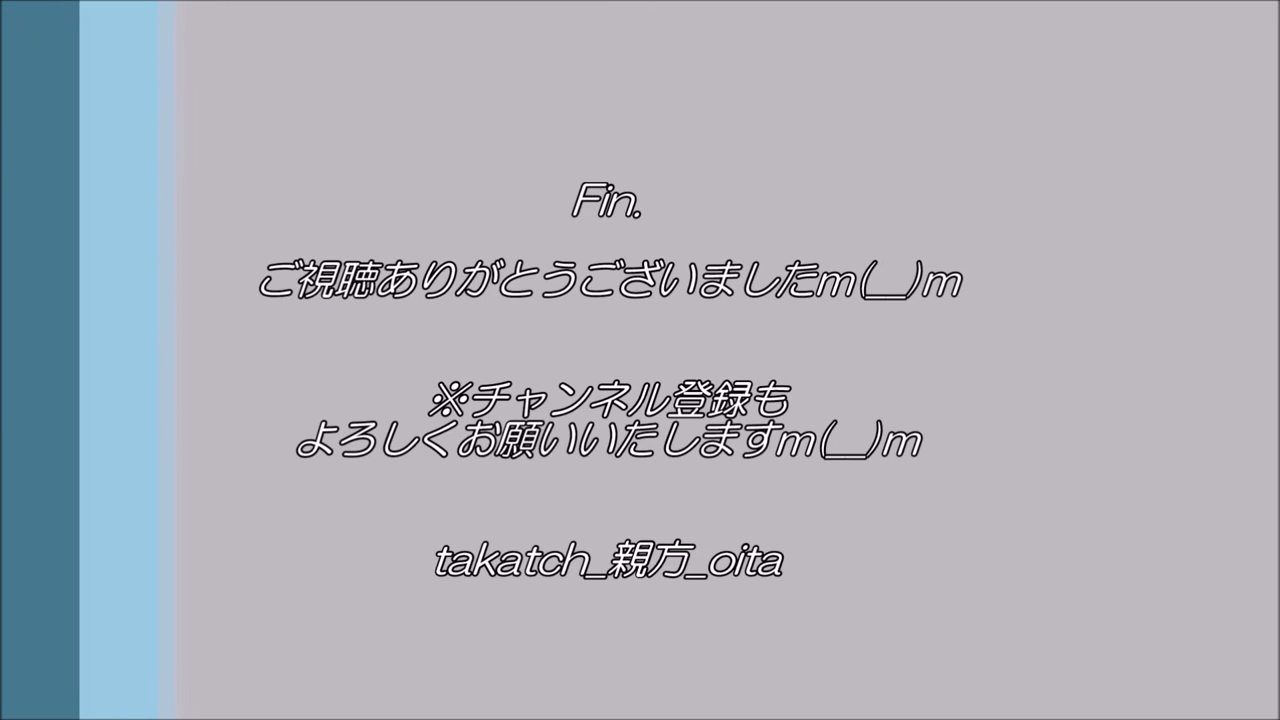 Fin.
ご視聴ありがとうございましたm(__)m
※チャンネル登録も
よろしくお願いいたしますm(__)m
takatch_親方_oita